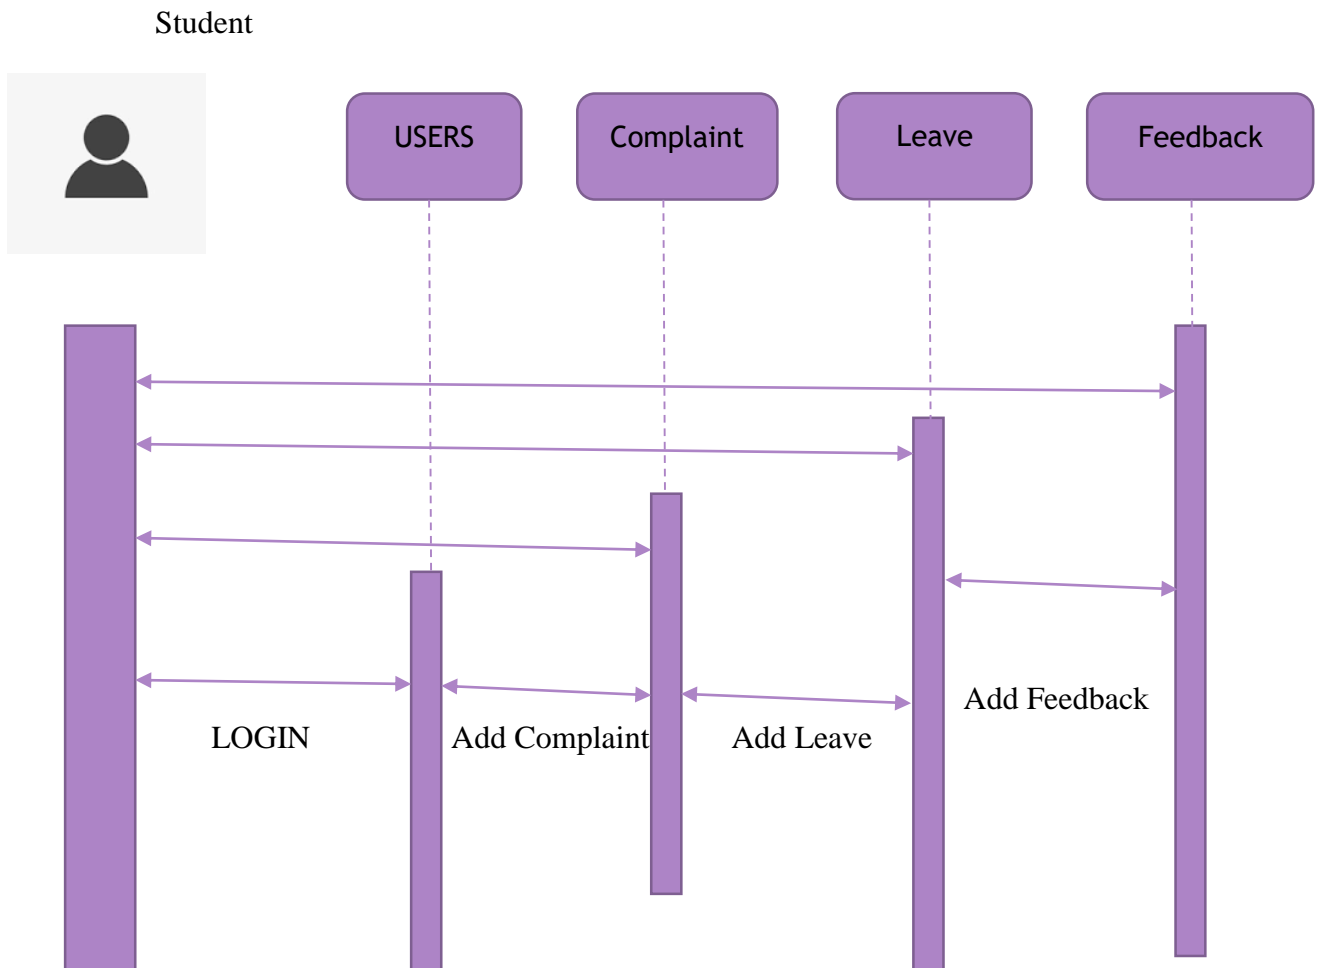 Student
USERS
Complaint
Leave
Feedback
Add Feedback
LOGIN
Add Complaint
Add Leave